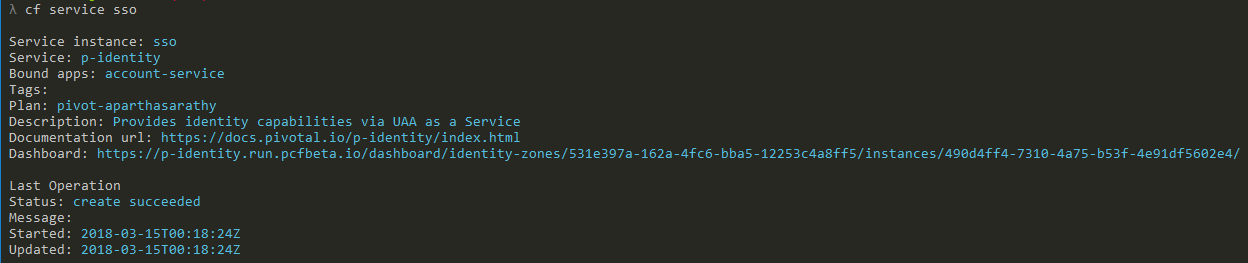 λ cf service sso
Service instance: sso
Service: p-identity
Bound apps: account-service
Tags:
Plan: pivot-aparthasarathy
Description: Provides identity capabilities via UAA as a Service
Documentation url: https://docs.pivotal.io/p-identity/index.html
Dashboard: https://p-identity.run.pcfbeta.io/dashboard/identity-zones/531e397a-162a-4fc6-bba5-12253c4a8ff5/instances/490d4ff4-7310-4a75-b53f-4e91df5602e4/
Last Operation
Status: create succeeded
Message:
Started: 2018-03-15T00:18:24Z
Updated: 2018-03-15T00:18:24Z